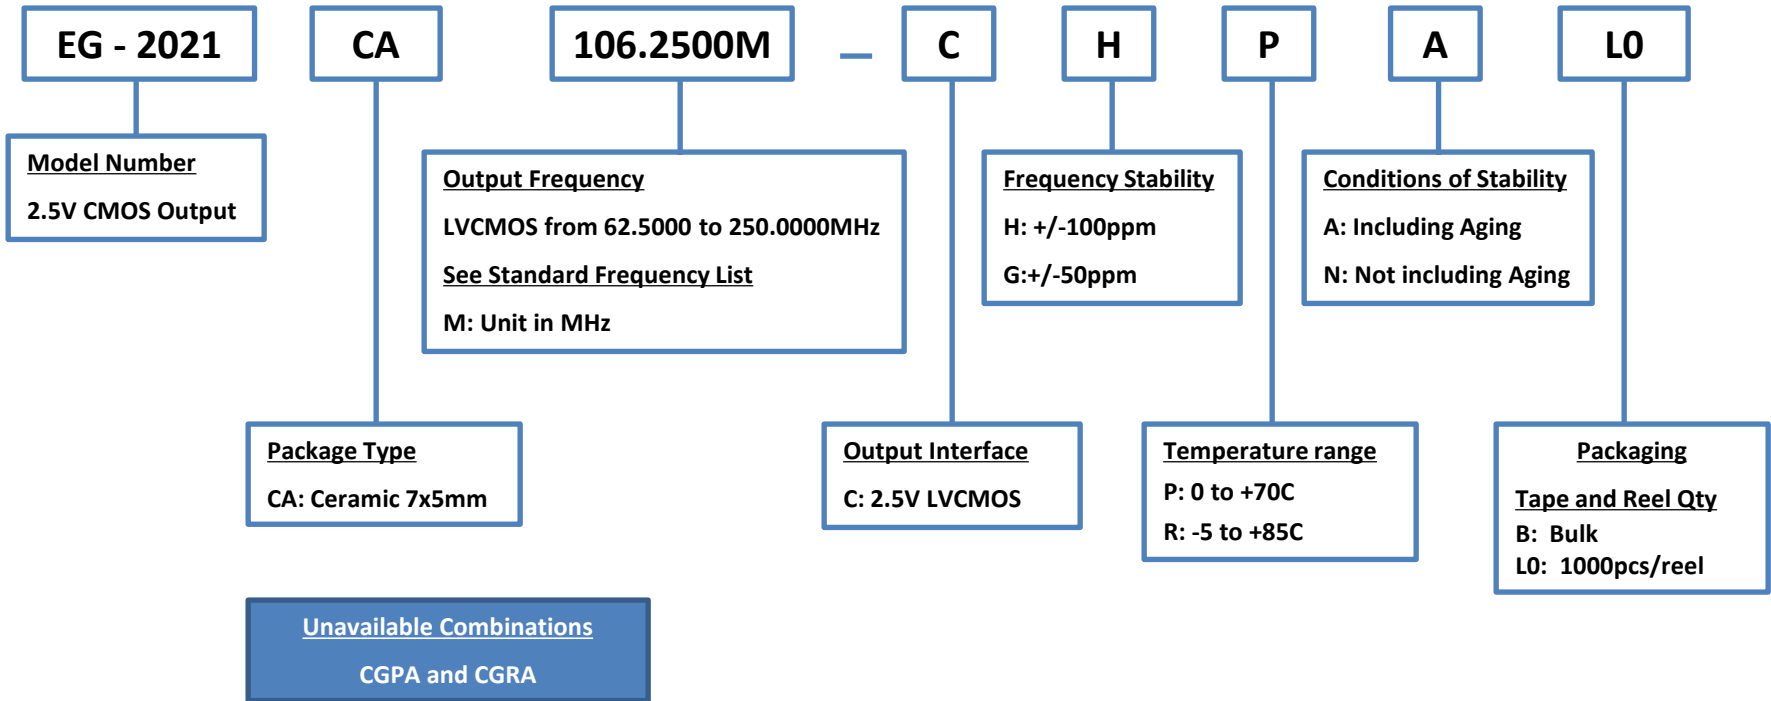 EG - 2021
CA
106.2500M
_
C
H
P
A
L0
Model Number
2.5V CMOS Output
Output Frequency
LVCMOS from 62.5000 to 250.0000MHz
See Standard Frequency List
M: Unit in MHz
Frequency Stability
H: +/-100ppm
G:+/-50ppm
Conditions of Stability
A: Including Aging
N: Not including Aging
Package Type
CA: Ceramic 7x5mm
Output Interface
C: 2.5V LVCMOS
Temperature range
P: 0 to +70C
R: -5 to +85C
Packaging
Tape and Reel Qty
B: Bulk
L0: 1000pcs/reel
Unavailable Combinations
CGPA and CGRA